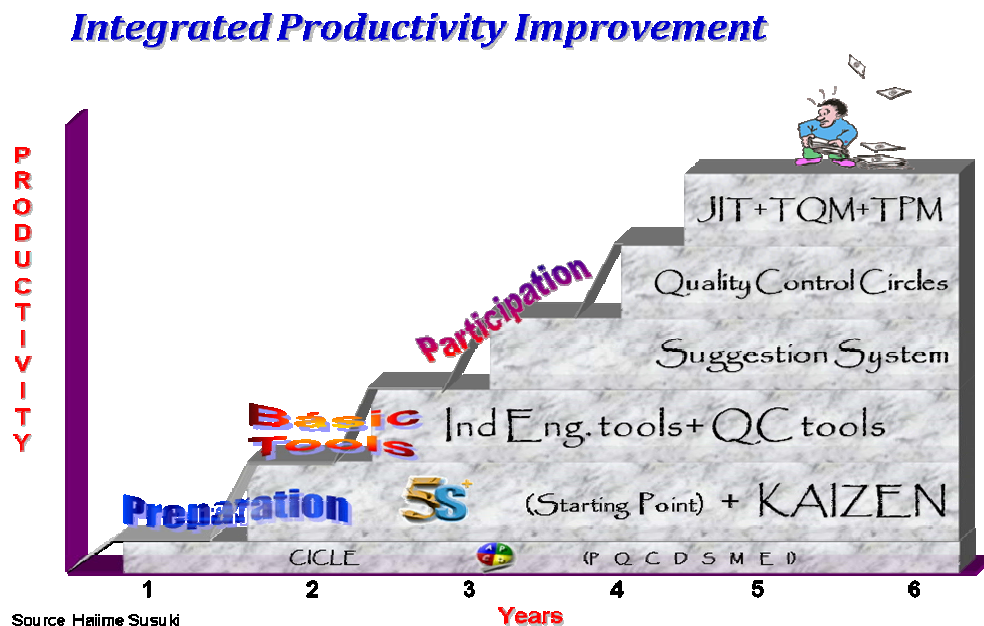 Integrated Productivity Improvement
PRODUCTIVITY
JIT+TQM+TPM
Quality Control Circles
Participation
Suggestion System
Básic
Tools
Ind Eng. tools+ QC tools
Preparation
5S+ (Starting Point) + KAIZEN
CICLE (P Q C D S M E I)
1 2 3 4 5 6
Years
Source Hajime Susuki